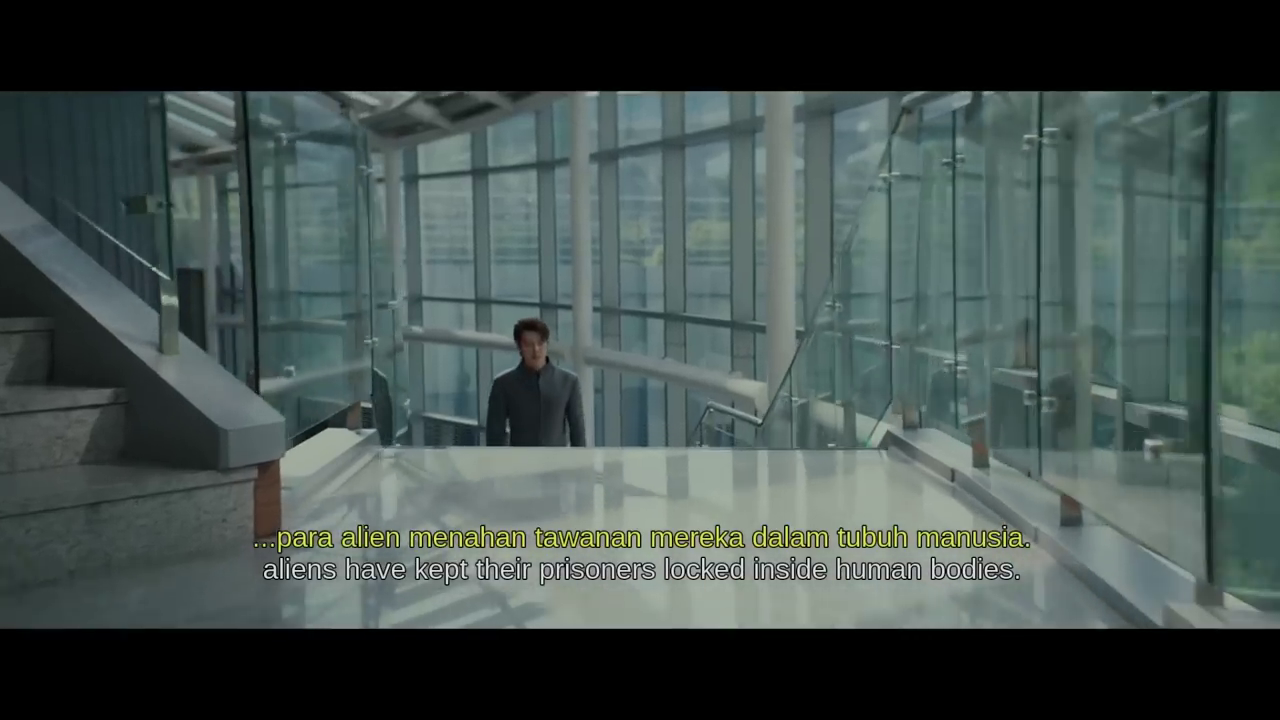 ...para alien menahan tawanan mereka dalam tubuh manusia.
aliens have kept their prisoners locked inside human bodies.